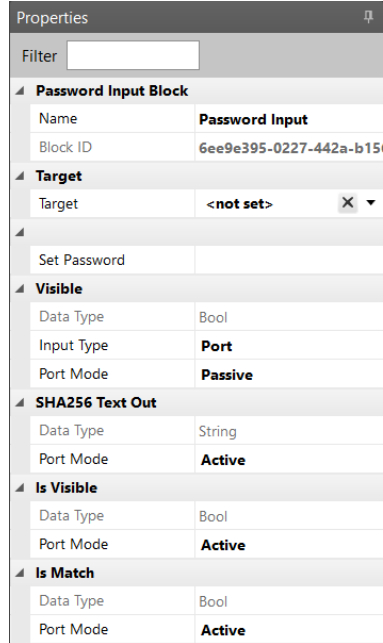 Properties
Filter
Password Input Block
Name Password Input
Block ID 6ee9e395-0227-442a-b156
Target
Target <not set>
Set Password
Visible
Data Type Bool
Input Type Port
Port Mode Passive
SHA256 Text Out
Data Type String
Port Mode Active
Is Visible
Data Type Bool
Port Mode Active
Is Match
Data Type Bool
Port Mode Active